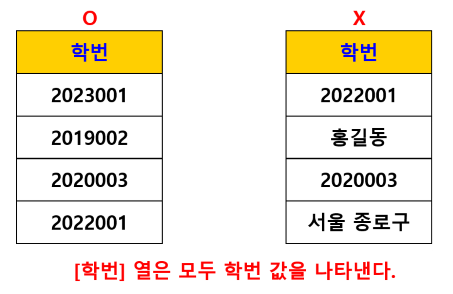 O X
학번 학번
2023001 2022001
2019002 홍길동
2020003 2020003
2022001 서울 종로구
[학번] 열은 모두 학번 값을 나타낸다.